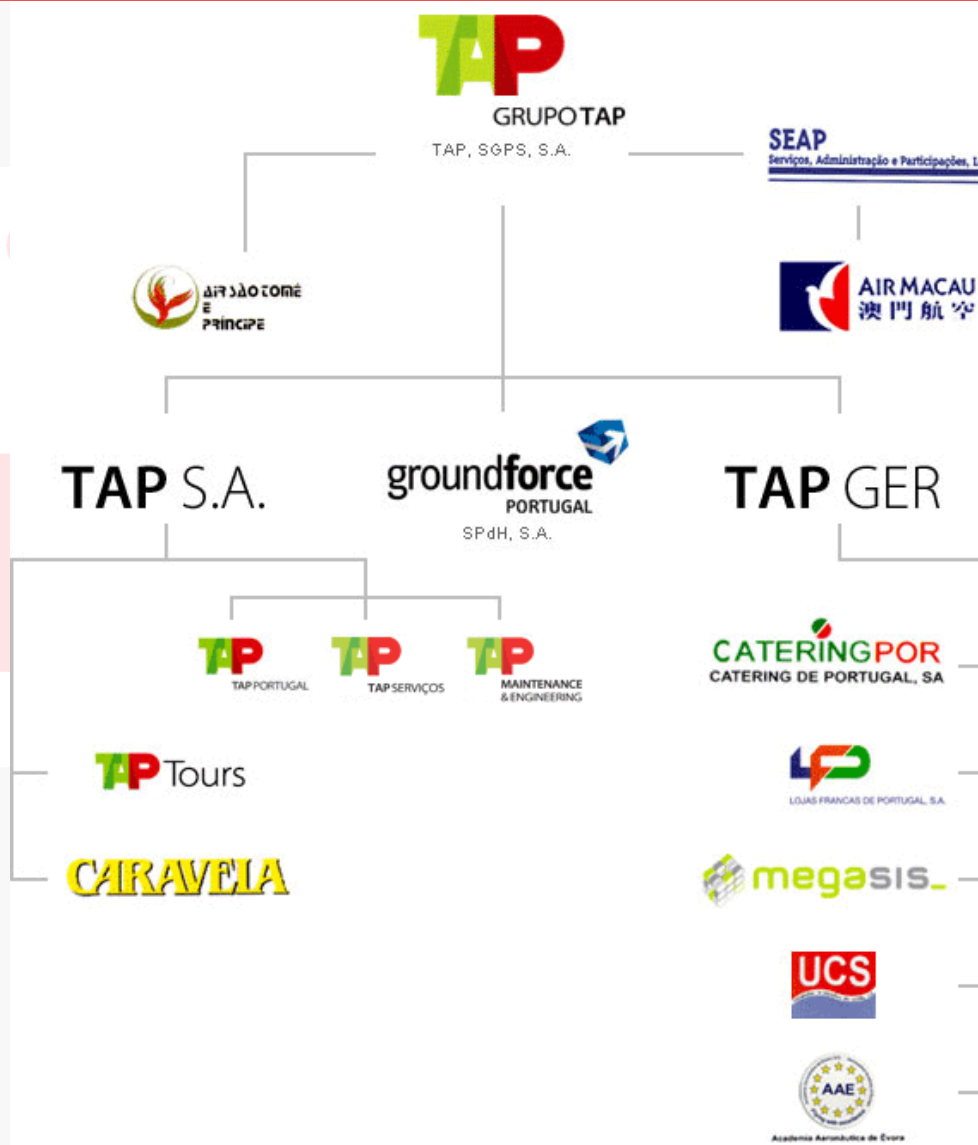 TAP
GRUPO TAP
TAP, SGPS, S.A.
SEAP
Serviços, Administração e Participações,
AIR SÃO TOMÉ
E
PRÍNCIPE
AIR MACAU
澳門航空
TAP S.A.
groundforce
PORTUGAL
SPdH, S.A.
TAP GER
TAP
TAP PORTUGAL
TAP
TAP SERVIÇOS
TAP
MAINTENANCE
& ENGINEERING
CATERINGPOR
CATERING DE PORTUGAL, SA
TAP Tours
LFP
LOJAS FRANCAS DE PORTUGAL, S.A.
CARAVELA
megasis_
UCS
AAE
Academia Aeronáutica de Évora